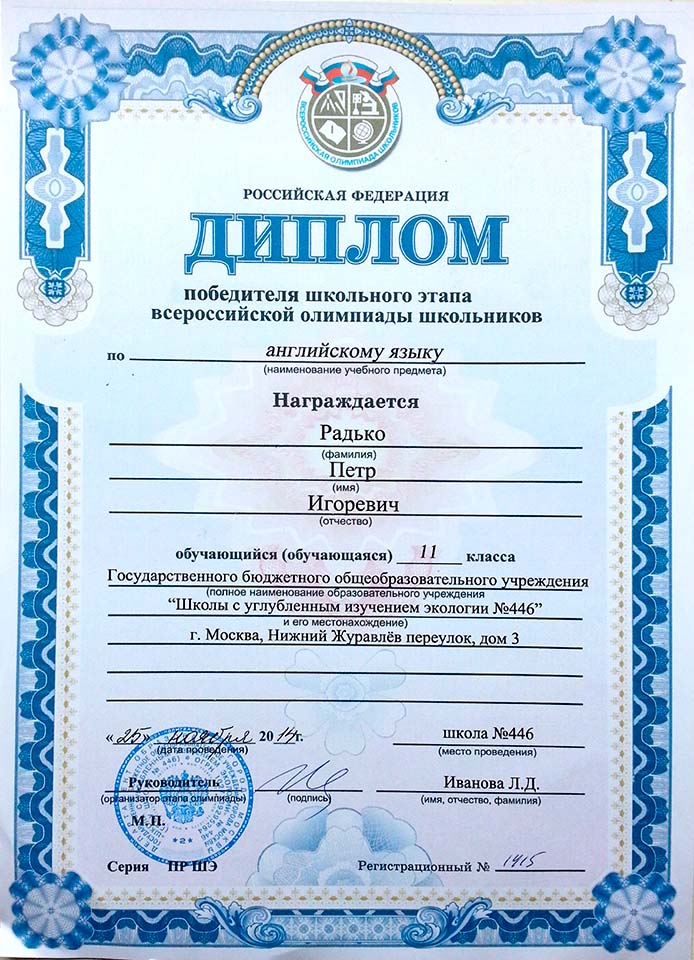 ВСЕРОССИЙСКАЯ ОЛИМПИАДА ШКОЛЬНИКОВ
РОССИЙСКАЯ ФЕДЕРАЦИЯ
ДИПЛОМ
победителя школьного этапа
всероссийской олимпиады школьников
по английскому языку
(наименование учебного предмета)
Награждается
Радько
(фамилия)
Петр
(имя)
Игоревич
(отчество)
обучающийся (обучающаяся) 11 класса
Государственного бюджетного общеобразовательного учреждения
(полное наименование образовательного учреждения
"Школы с углубленным изучением экологии №446"
и его местонахождение)
г. Москва, Нижний Журавлёв переулок, дом 3
«25» ноября 2014г. школа №446
(дата проведения) (место проведения)
Руководитель Иванова Л.Д.
(организатор этапа олимпиады) (подпись) (имя, отчество, фамилия)
М.П.
Серия ПР ШЭ Регистрационный № 1415